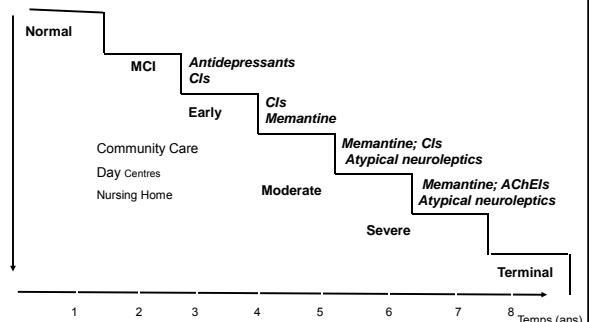 Normal
MCI
Antidepressants
CIs
Early
CIs
Memantine
Community Care
Day Centres
Nursing Home
Memantine; CIs
Atypical neuroleptics
Moderate
Memantine; AChEIs
Atypical neuroleptics
Severe
Terminal
1 2 3 4 5 6 7 8
Temps (ans)